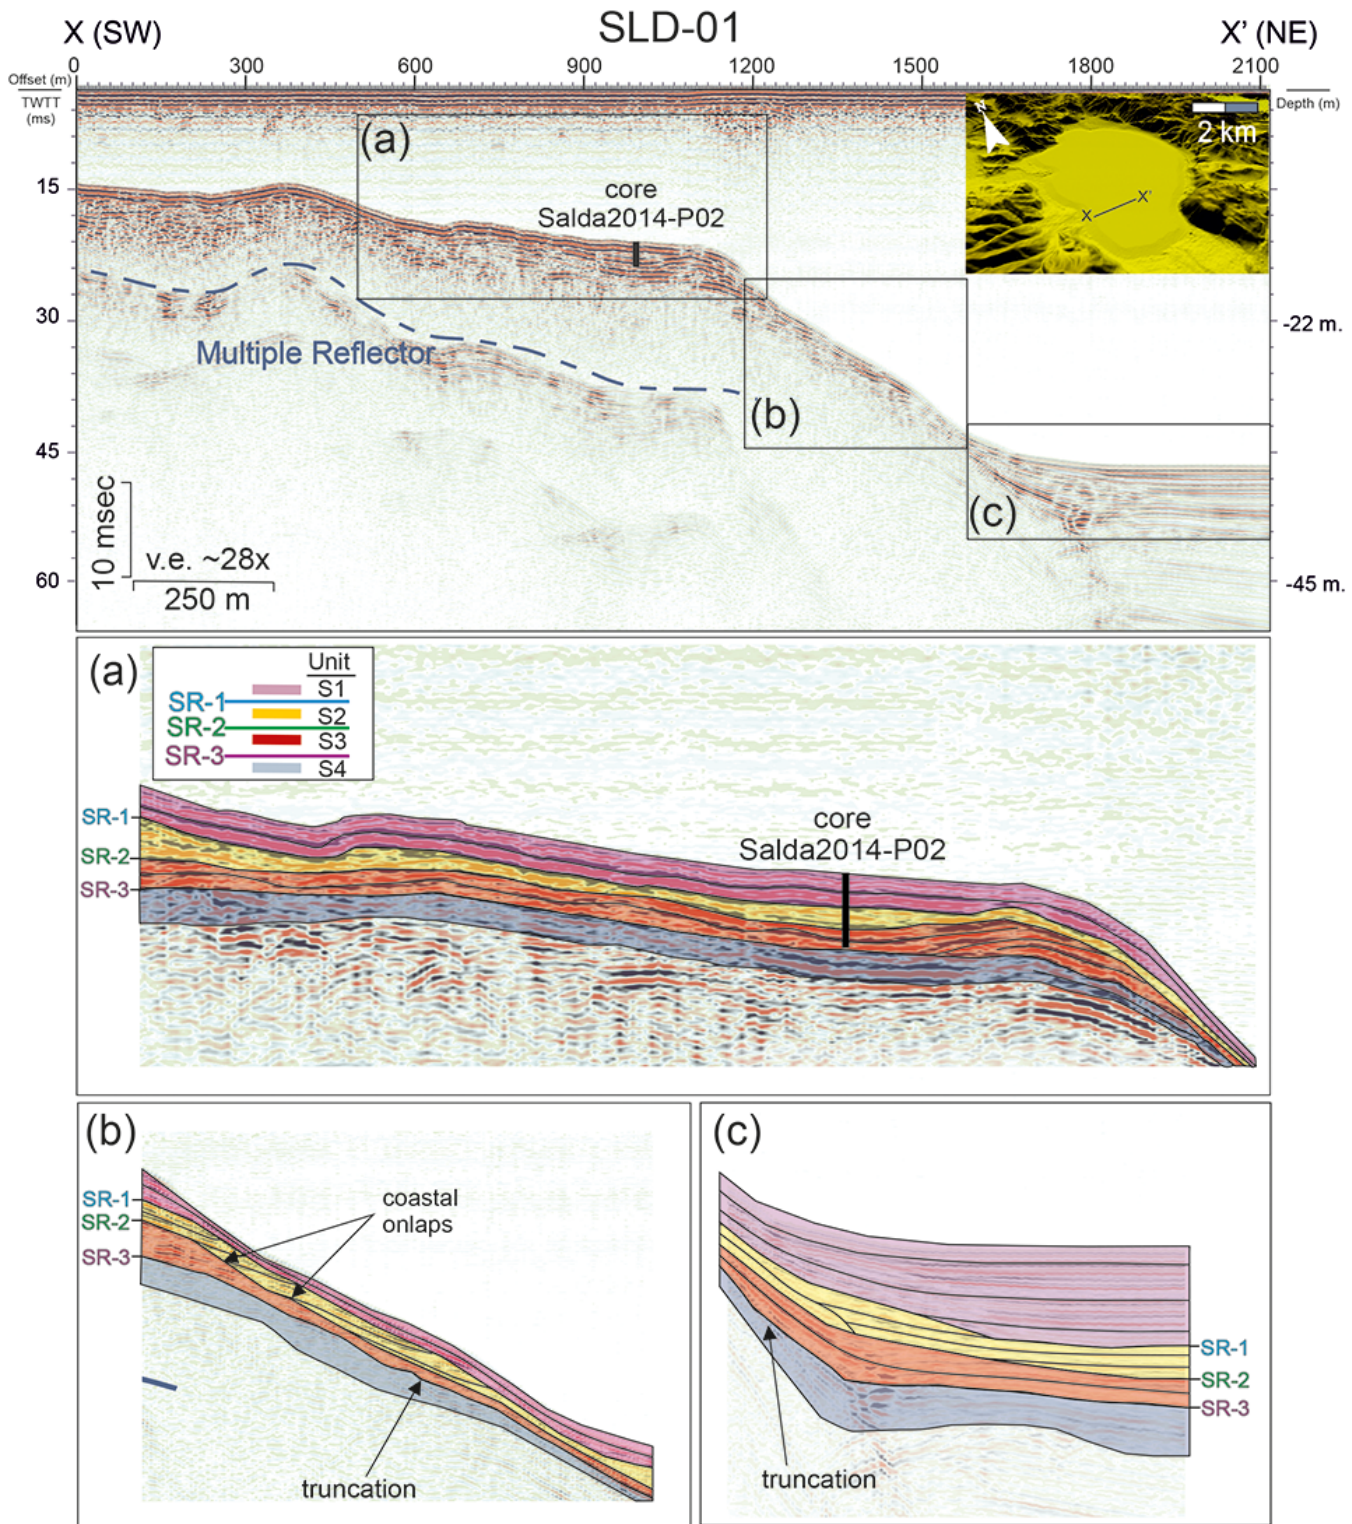 SLD-01
X (SW)
X' (NE)
Offset (m)
0 300 600 900 1200 1500 1800 2100
TWTT
(ms)
Depth (m)
N
2 km
X
X'
(a)
core
Salda2014-P02
15
30
45
60
-22 m.
-45 m.
Multiple Reflector
(b)
(c)
10 msec
v.e. ~28x
250 m
(a)
Unit
S1
SR-1
S2
SR-2
S3
SR-3
S4
SR-1
SR-2
SR-3
core
Salda2014-P02
(b)
SR-1
SR-2
SR-3
coastal
onlaps
truncation
(c)
SR-1
SR-2
SR-3
truncation